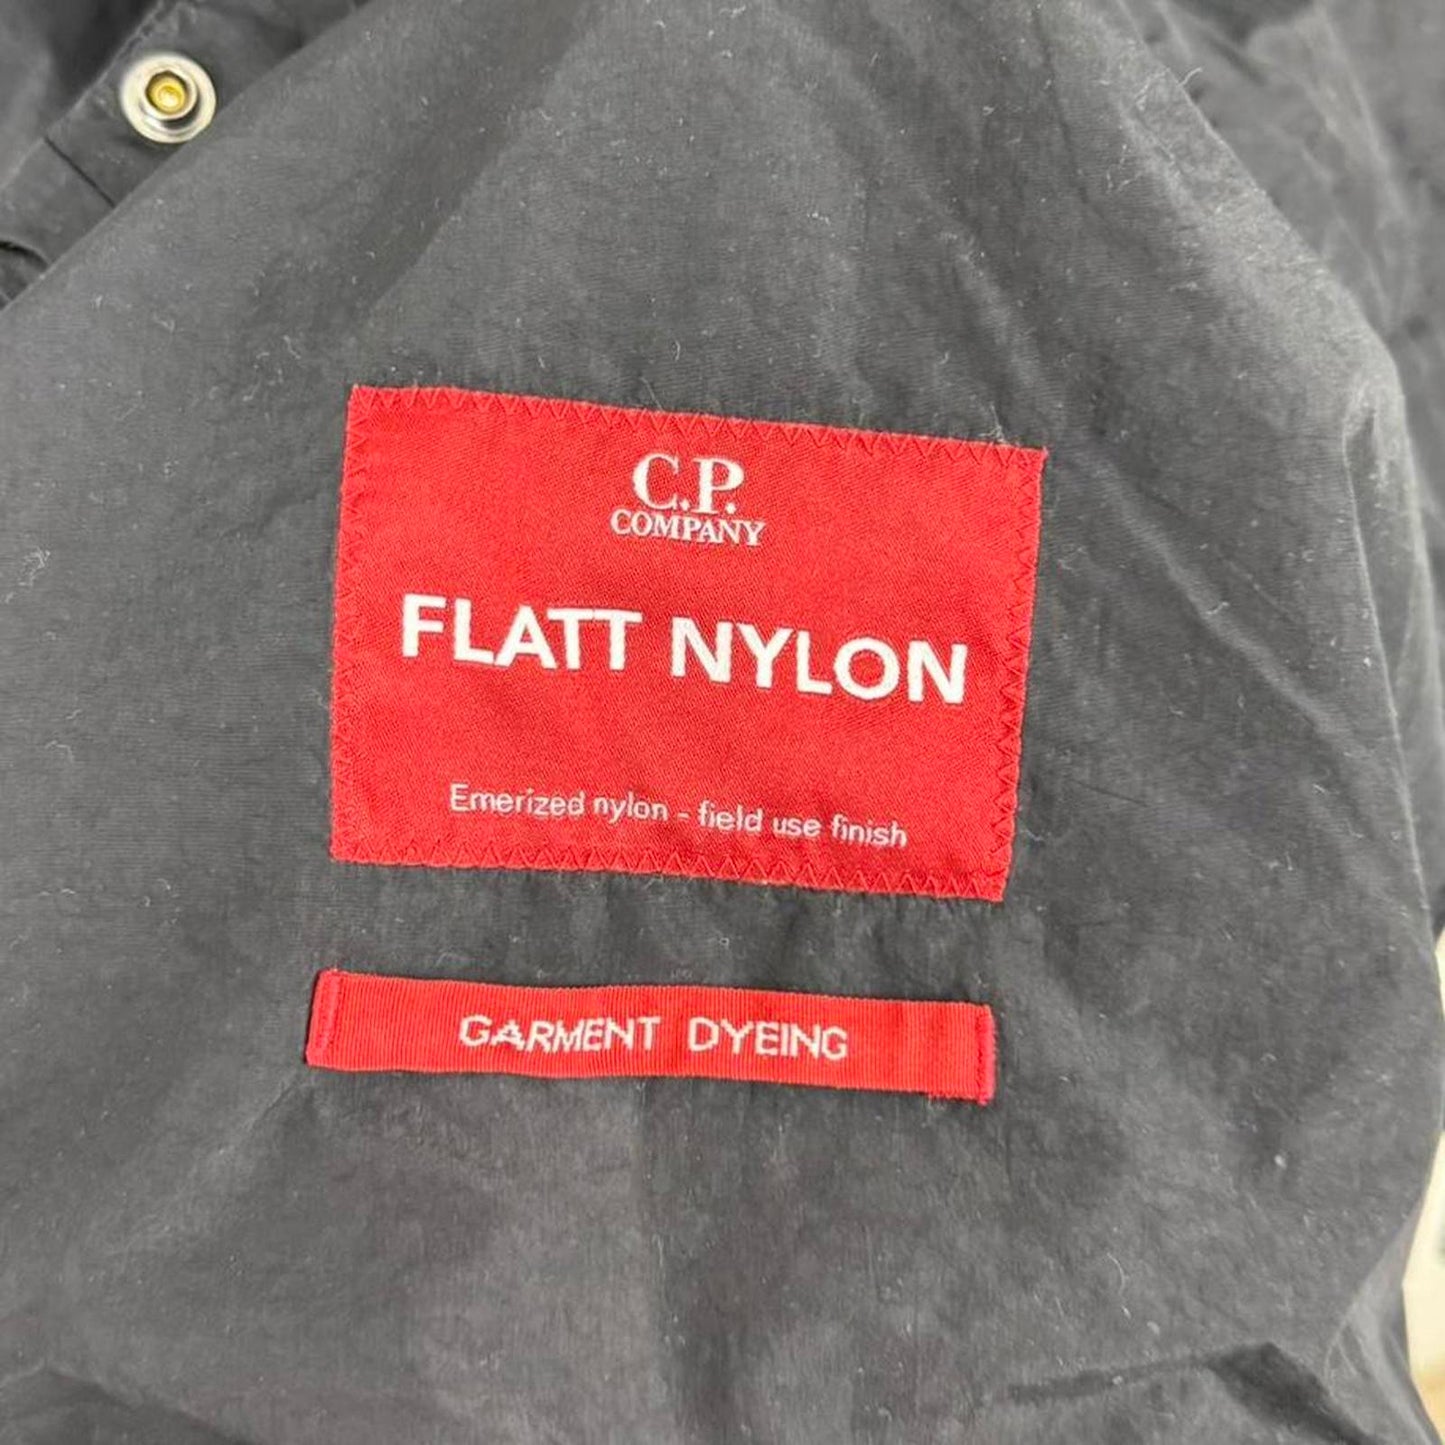 C.P.
COMPANY
FLATT NYLON
Emerized nylon - field use finish
GARMENT DYEING